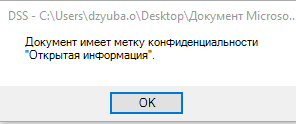 DSS - C:\Users\dzyuba.o\Desktop\Документ Microso...
Документ имеет метку конфиденциальности
"Открытая информация".
OK